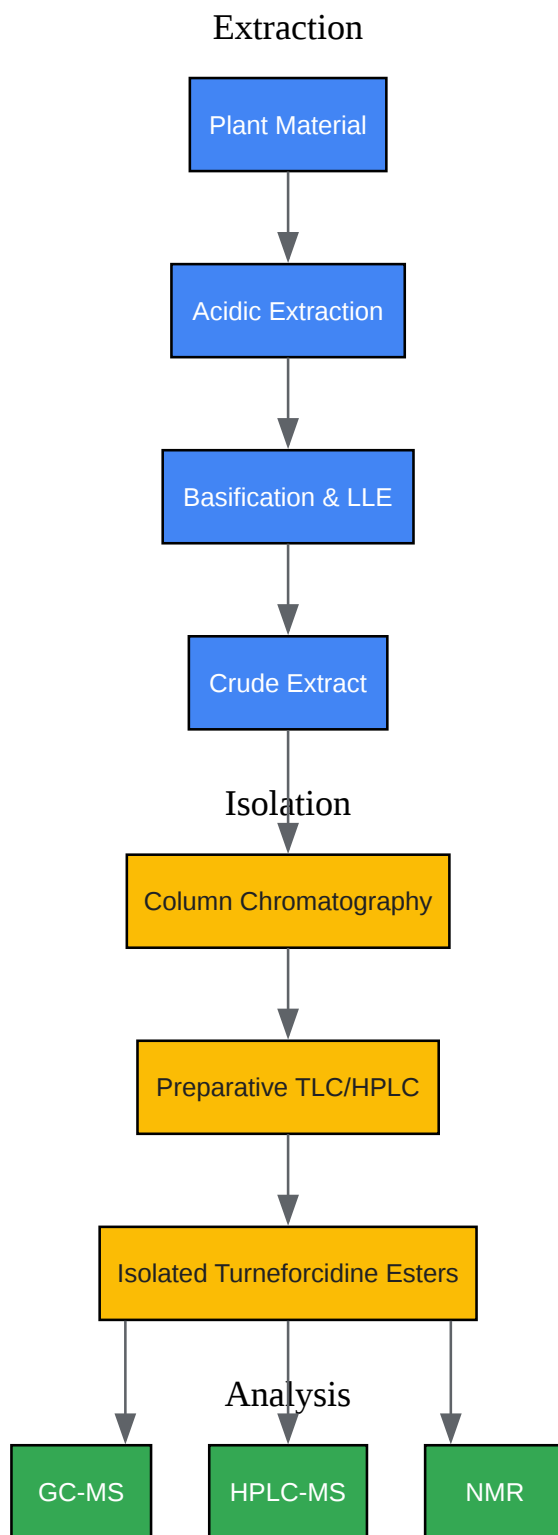 Extraction
Plant Material
Acidic Extraction
Basification & LLE
Crude Extract
Isolation
Column Chromatography
Preparative TLC/HPLC
Isolated Turneforcidine Esters
Analysis
GC-MS
HPLC-MS
NMR